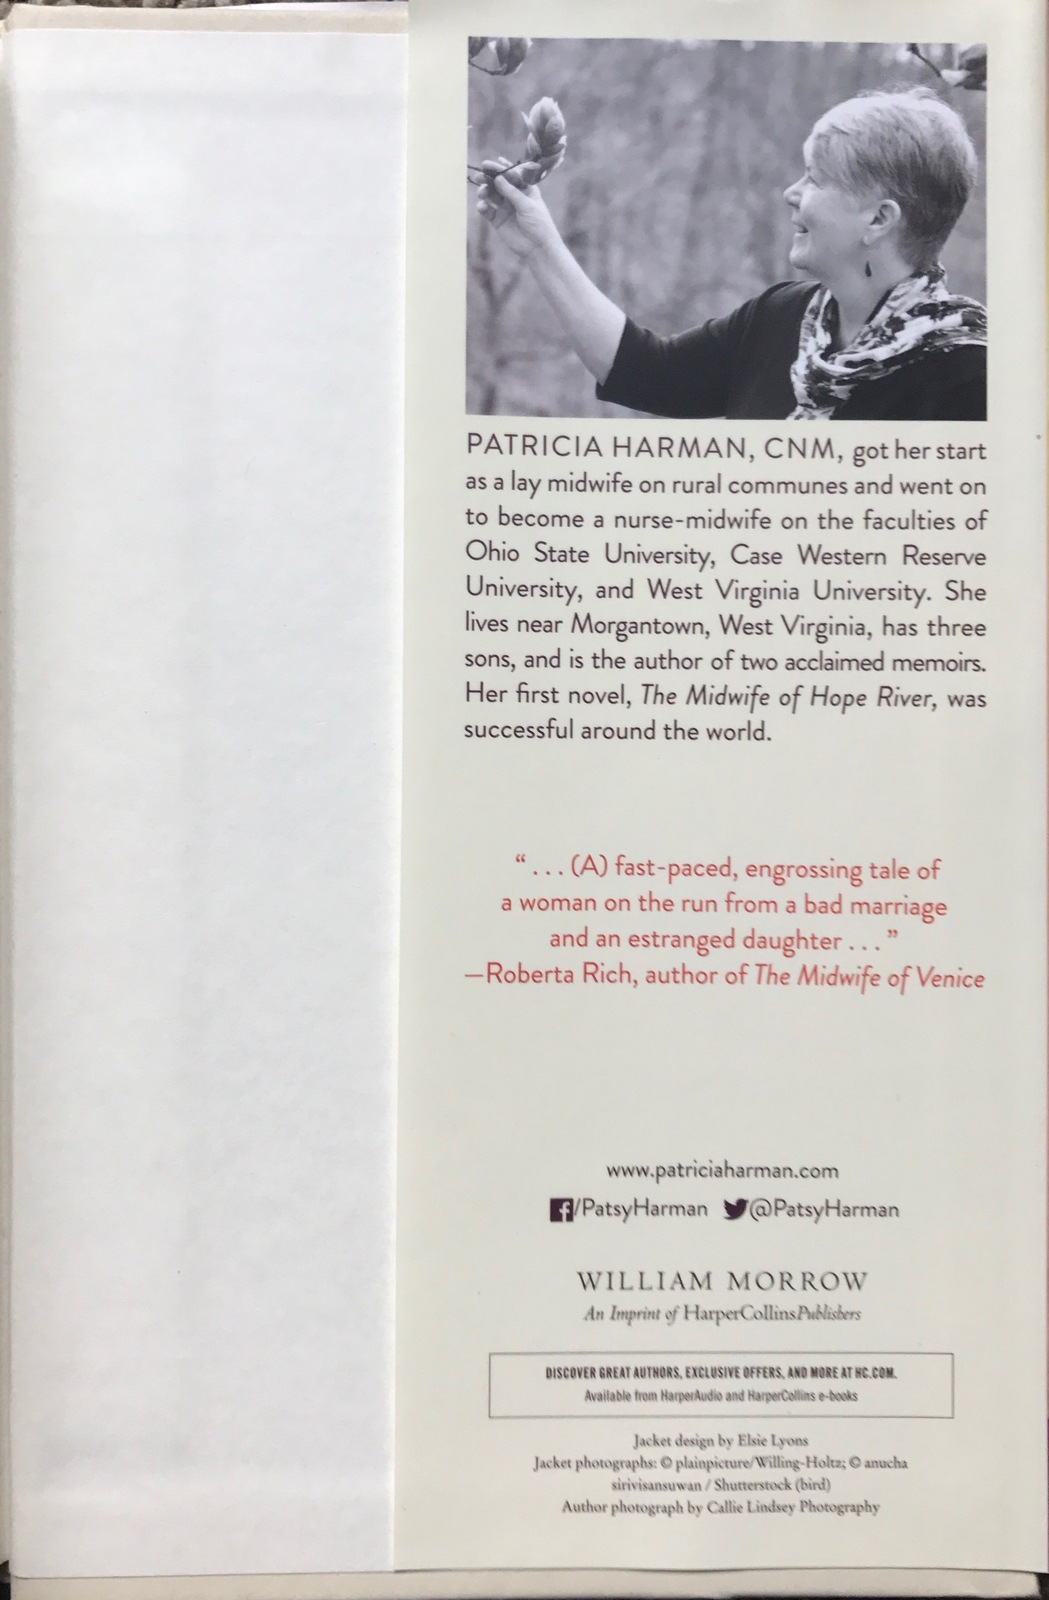 PATRICIA HARMAN, CNM, got her start
as a lay midwife on rural communes and went on
to become a nurse-midwife on the faculties of
Ohio State University, Case Western Reserve
University, and West Virginia University. She
lives near Morgantown, West Virginia, has three
sons, and is the author of two acclaimed memoirs.
Her first novel, The Midwife of Hope River, was
successful around the world.
“ . . . (A) fast-paced, engrossing tale of
a woman on the run from a bad marriage
and an estranged daughter . . . ”
—Roberta Rich, author of The Midwife of Venice
www.patriciaharman.com
f/PatsyHarman @PatsyHarman
WILLIAM MORROW
An Imprint of HarperCollinsPublishers
DISCOVER GREAT AUTHORS, EXCLUSIVE OFFERS, AND MORE AT HC.COM.
Available from HarperAudio and HarperCollins e-books
Jacket design by Elsie Lyons
Jacket photographs: © plainpicture/Willing-Holtz; © anucha
sirivisansuwan / Shutterstock (bird)
Author photograph by Callie Lindsey Photography